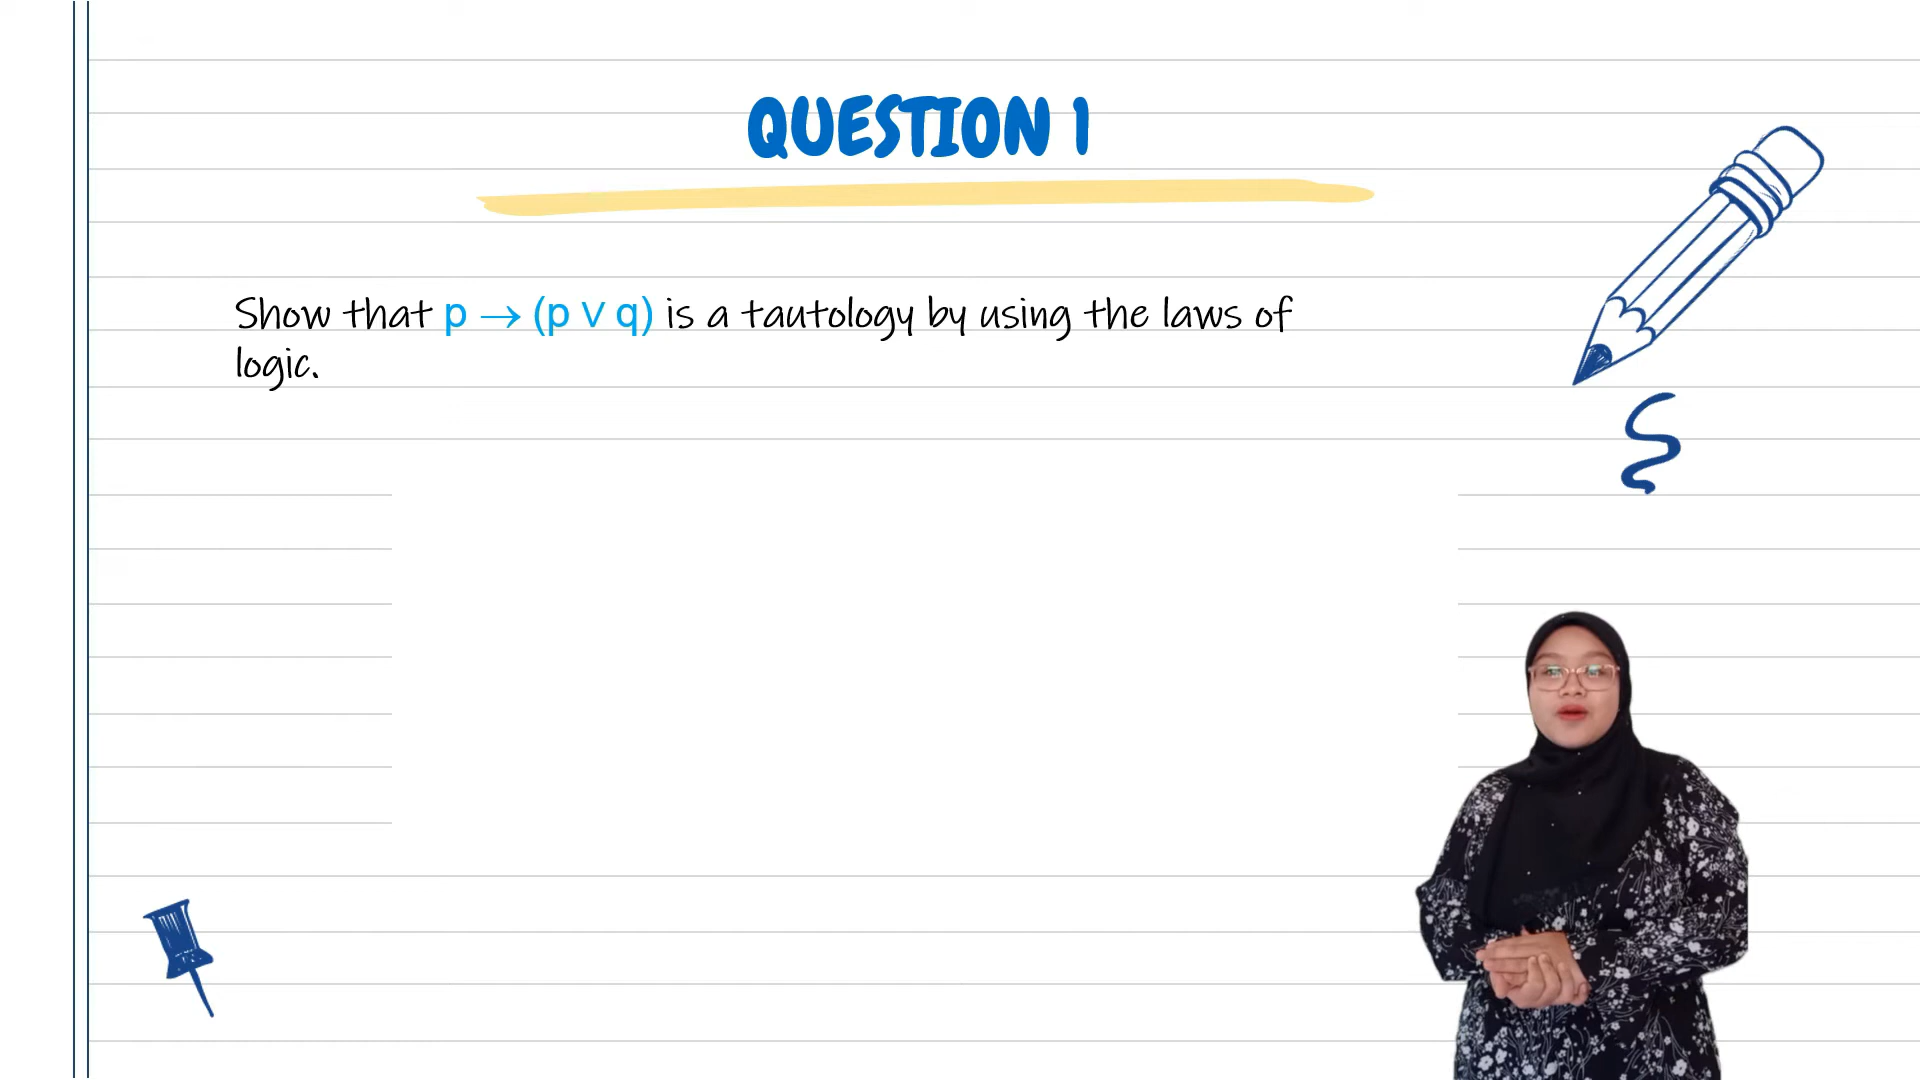 QUESTION 1
Show that p → (p ∨ q) is a tautology by using the laws of
logic.